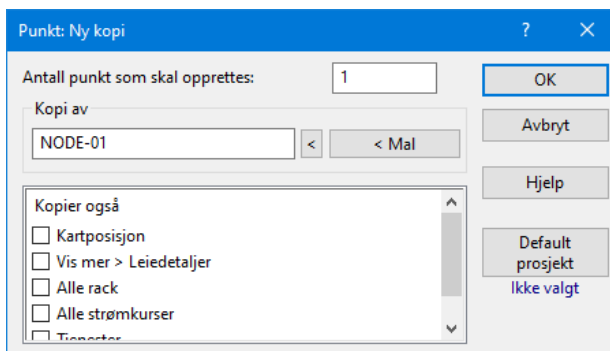 Punkt: Ny kopi ? ×
Antall punkt som skal opprettes: 1
OK
Kopi av
NODE-01 < < Mal
Avbryt
Hjelp
Kopier også
Kartposisjon
Vis mer > Leiedetaljer
Alle rack
Alle strømkurser
Tjenester
Default
prosjekt
Ikke valgt